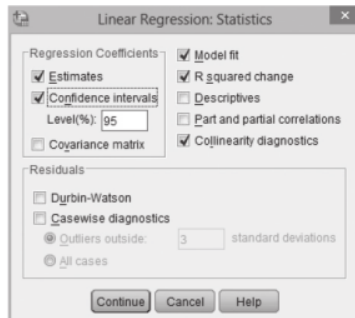 Linear Regression: Statistics
Regression Coefficients
Estimates
Confidence intervals
Level(%): 95
Covariance matrix
Model fit
R squared change
Descriptives
Part and partial correlations
Collinearity diagnostics
Residuals
Durbin-Watson
Casewise diagnostics
Outliers outside: 3 standard deviations
All cases
Continue Cancel Help